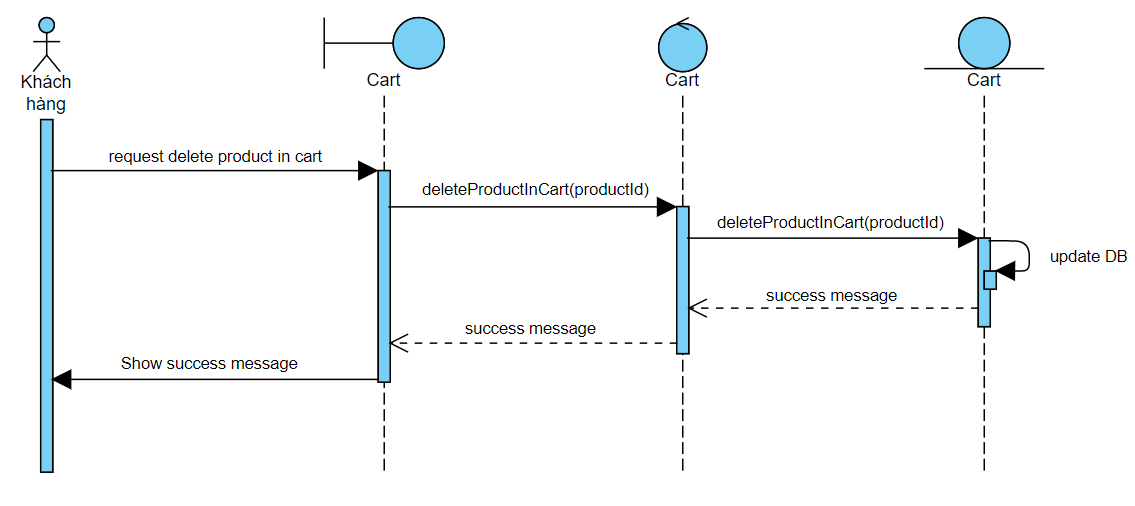 Khách
hàng
Cart
Cart
Cart
request delete product in cart
deleteProductInCart(productId)
deleteProductInCart(productId)
update DB
success message
success message
Show success message